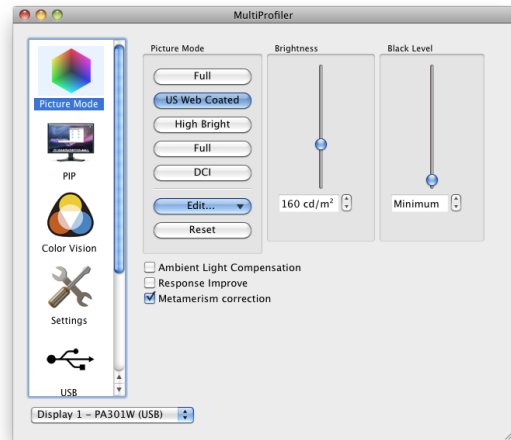 MultiProfiler
Picture Mode
PIP
Color Vision
Settings
USB
Picture Mode
Full
US Web Coated
High Bright
Full
DCI
Edit...
Reset
Brightness
160 cd/m²
Black Level
Minimum
Ambient Light Compensation
Response Improve
Metamerism correction
Display 1 – PA301W (USB)